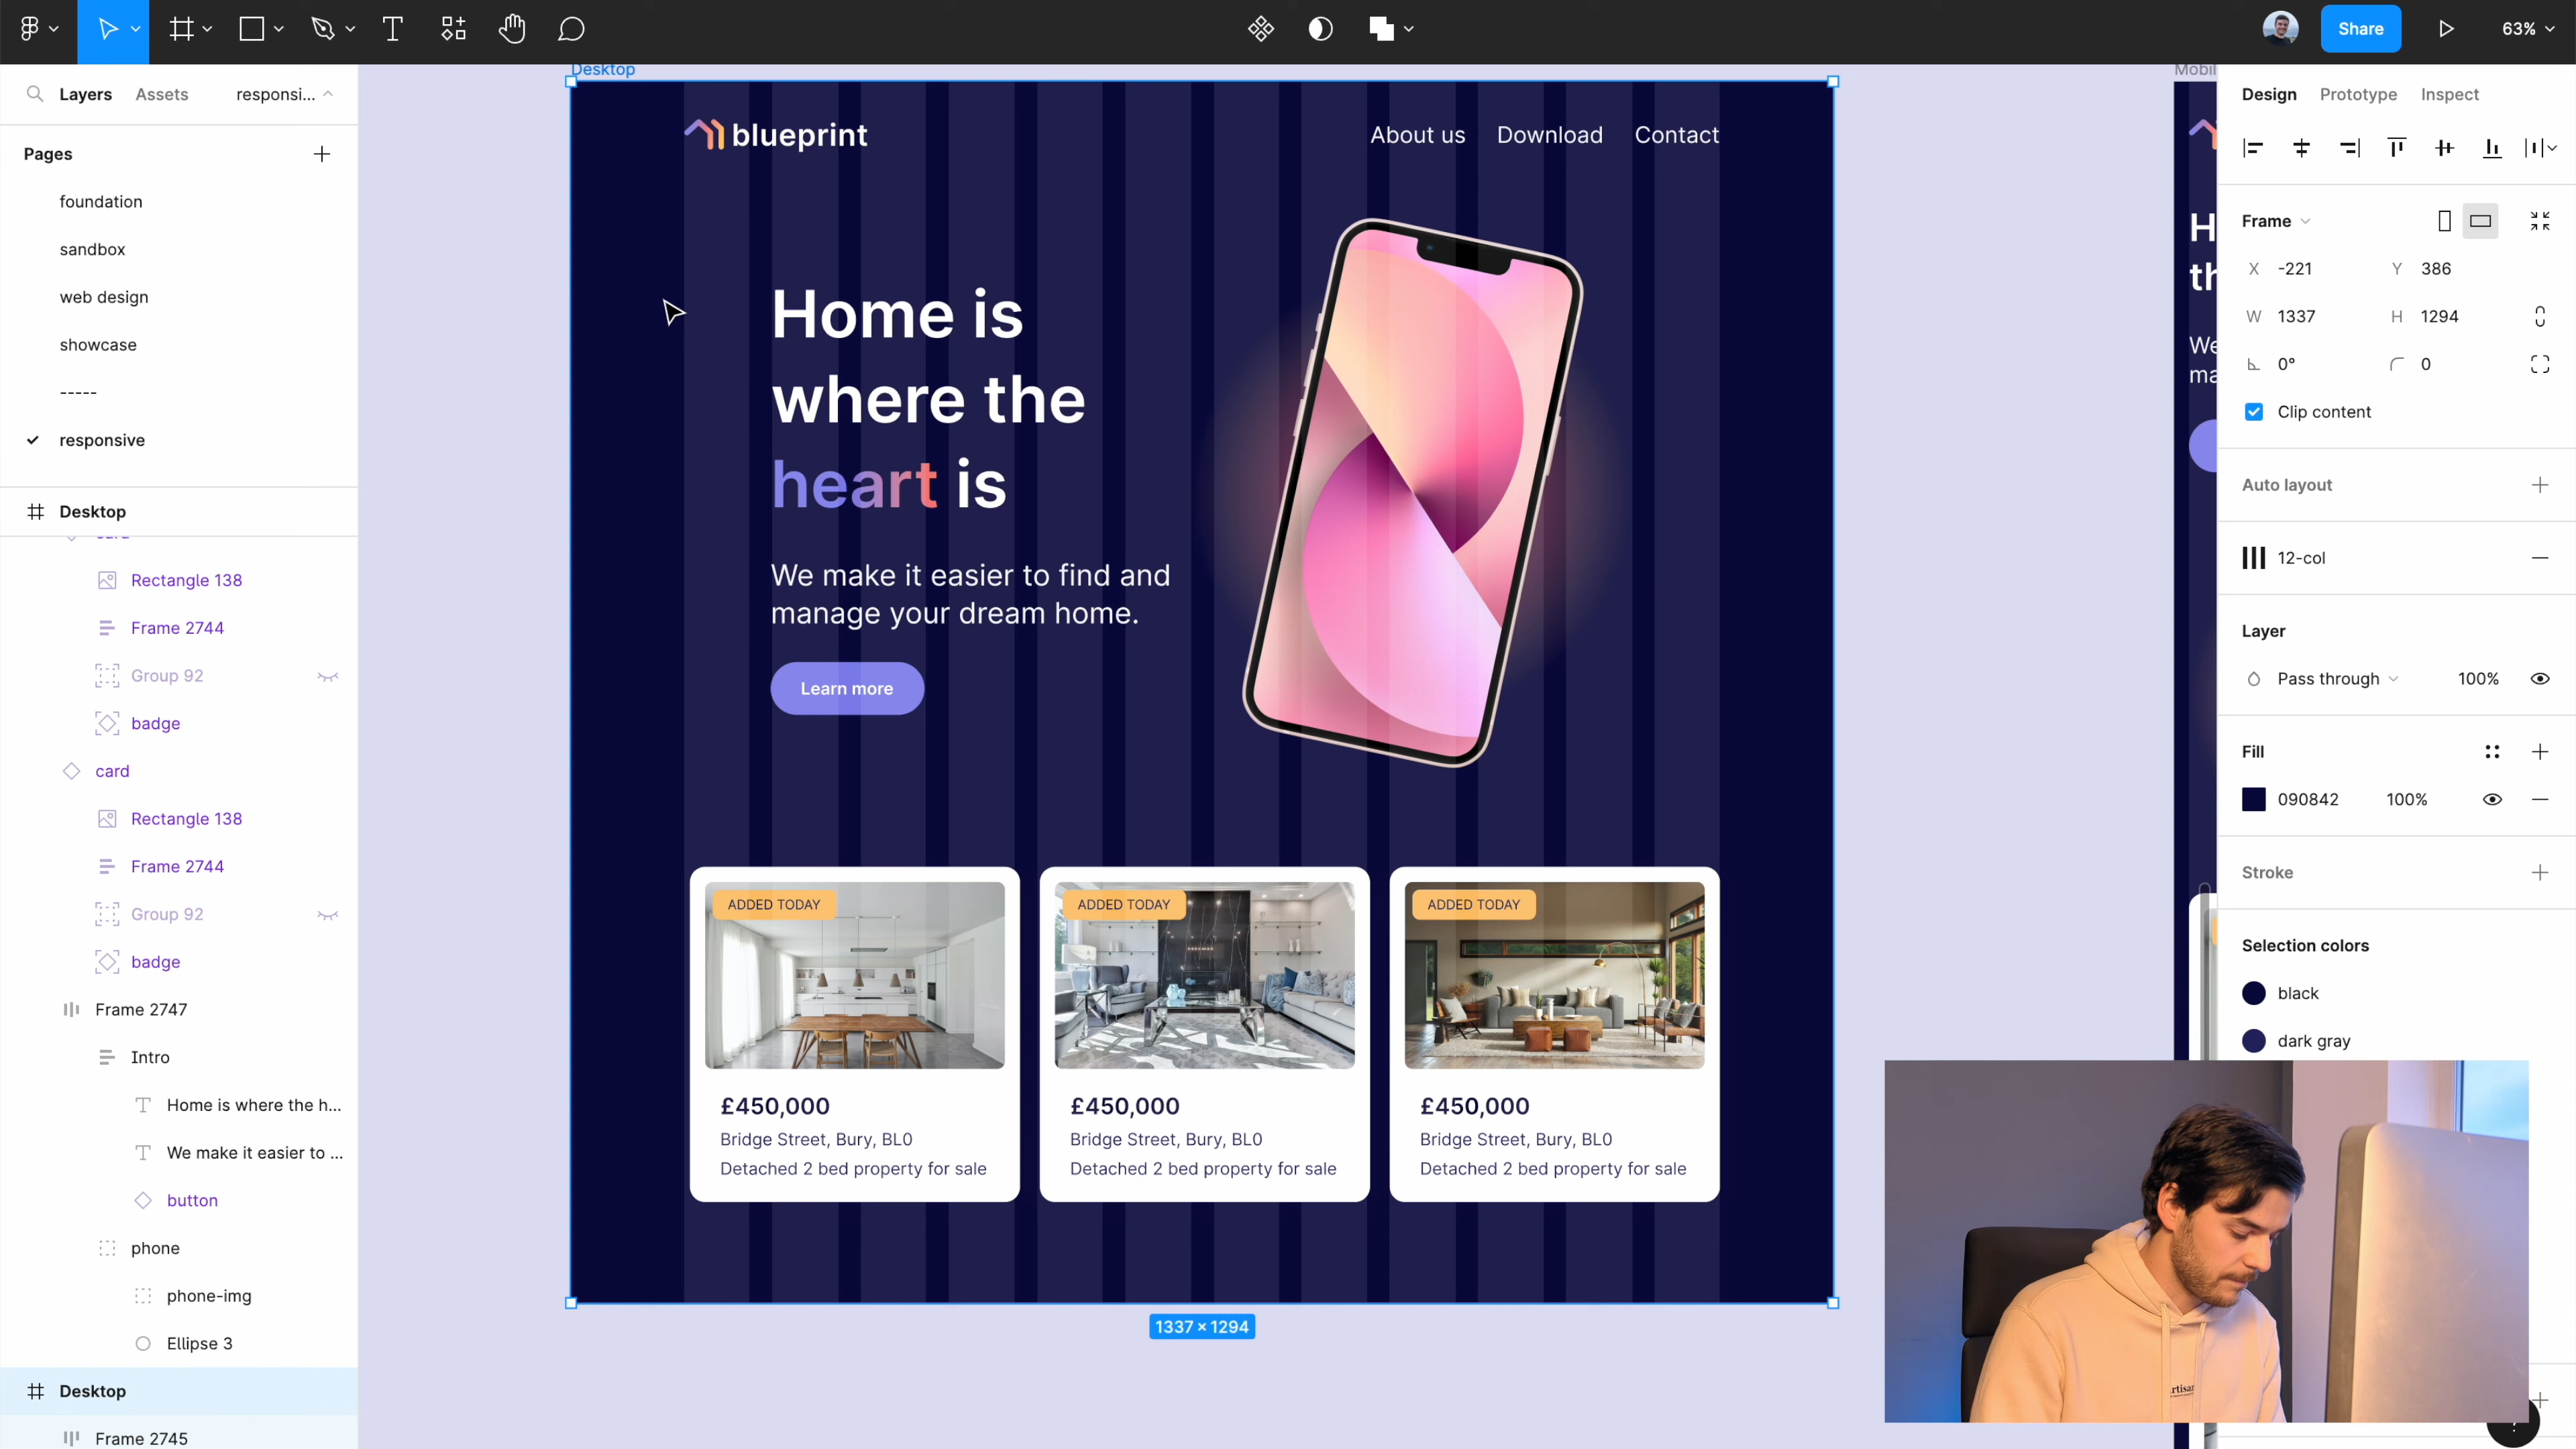 Share
63%
Layers
Assets
responsi...
Pages
foundation
sandbox
web design
showcase
-----
responsive
Desktop
Rectangle 138
Frame 2744
Group 92
badge
card
Rectangle 138
Frame 2744
Group 92
badge
Frame 2747
Intro
Home is where the h...
We make it easier to ...
button
phone
phone-img
Ellipse 3
Desktop
Frame 2745
Desktop
blueprint
About us
Download
Contact
Home is
where the
heart is
We make it easier to find and
manage your dream home.
Learn more
ADDED TODAY
£450,000
Bridge Street, Bury, BL0
Detached 2 bed property for sale
ADDED TODAY
£450,000
Bridge Street, Bury, BL0
Detached 2 bed property for sale
ADDED TODAY
£450,000
Bridge Street, Bury, BL0
Detached 2 bed property for sale
1337 × 1294
Mobil
H
th
We
ma
Design
Prototype
Inspect
Frame
X -221
Y 386
W 1337
H 1294
0°
0
Clip content
Auto layout
12-col
Layer
Pass through
100%
Fill
090842
100%
Stroke
Selection colors
black
dark gray